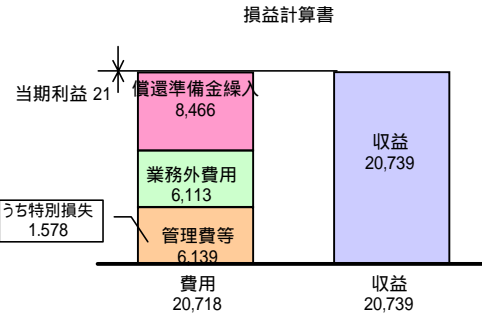 損益計算書
当期利益 21
償還準備金繰入
8,466
収益
20,739
業務外費用
6,113
うち特別損失
1.578
管理費等
6,139
費用
20,718
収益
20,739